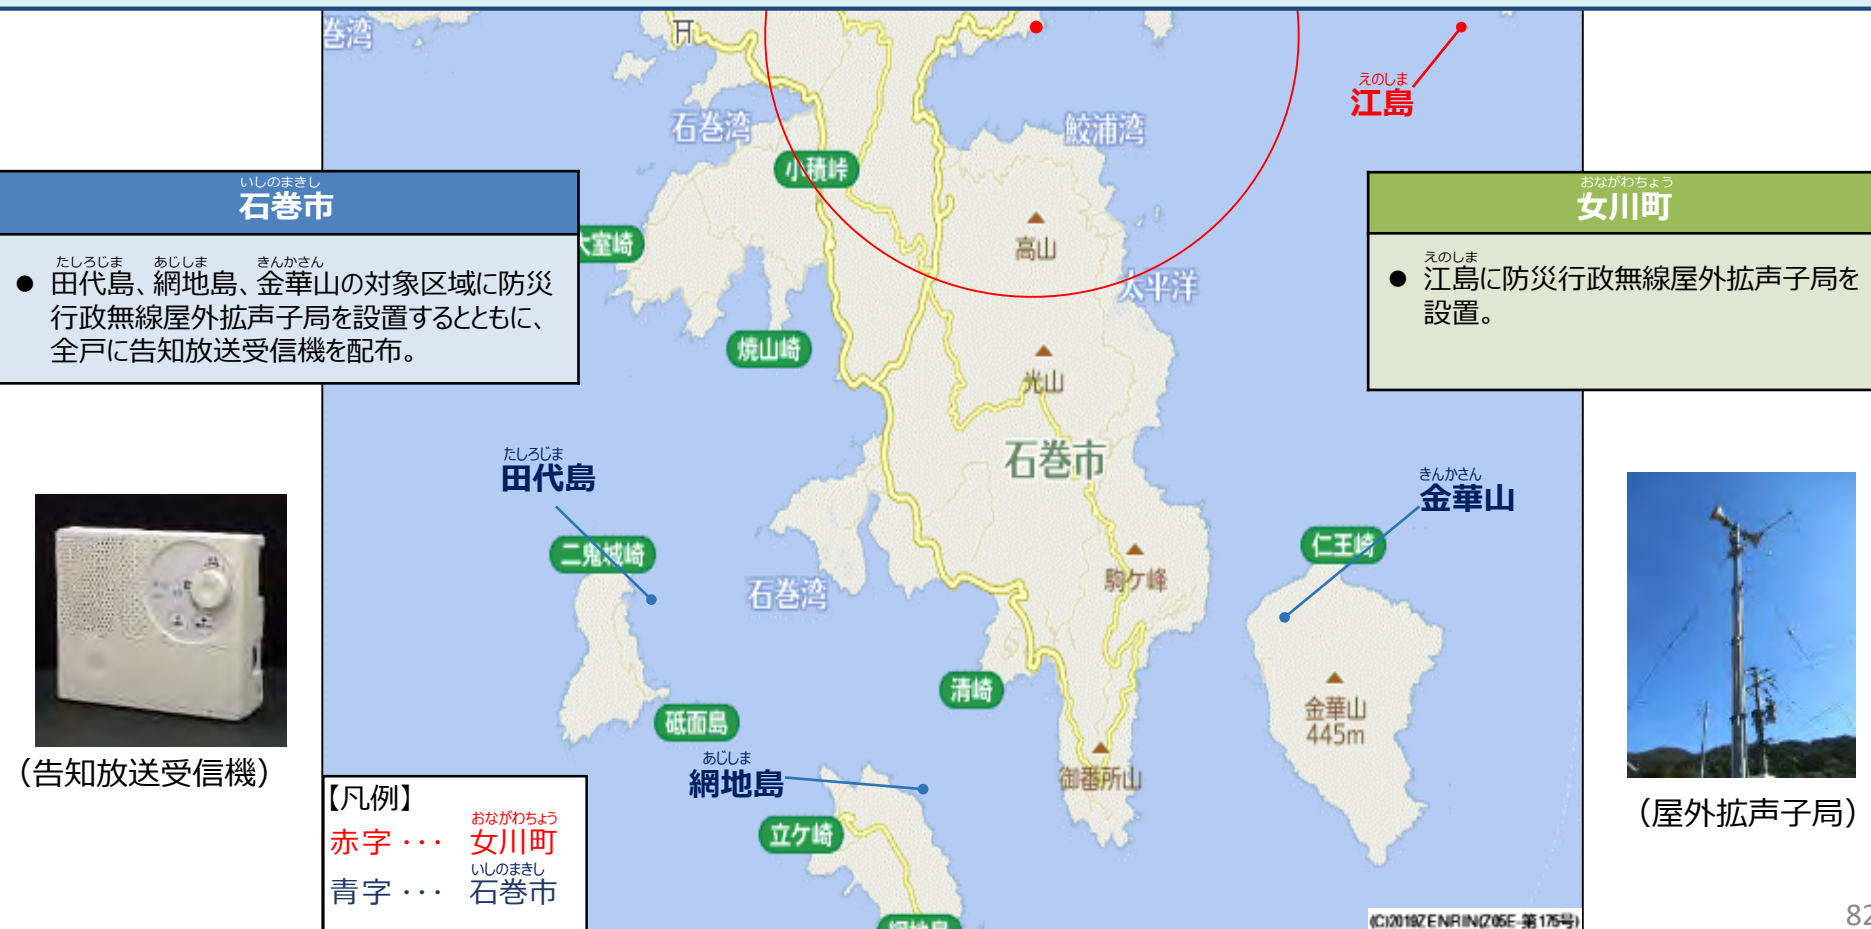 巻湾
石巻湾
鮫浦湾
えのしま
江島
小積峠
いしのまきし
石巻市
たしろじま あじしま きんかさん
● 田代島、網地島、金華山の対象区域に防災
行政無線屋外拡声子局を設置するとともに、
全戸に告知放送受信機を配布。
おながわちょう
女川町
えのしま
● 江島に防災行政無線屋外拡声子局を
設置。
大室崎
高山
太平洋
焼山崎
光山
石巻市
たしろじま
田代島
きんかさん
金華山
二鬼城崎
仁王崎
石巻湾
駒ケ峰
清崎
砥面島
金華山
445m
あじしま
網地島
御番所山
立ケ崎
網地島
(告知放送受信機)
(屋外拡声子局)
【凡例】
おながわちょう
赤字 ・・・ 女川町
いしのまきし
青字 ・・・ 石巻市
(C)2019ZENRIN(Z05E-第175号)
82